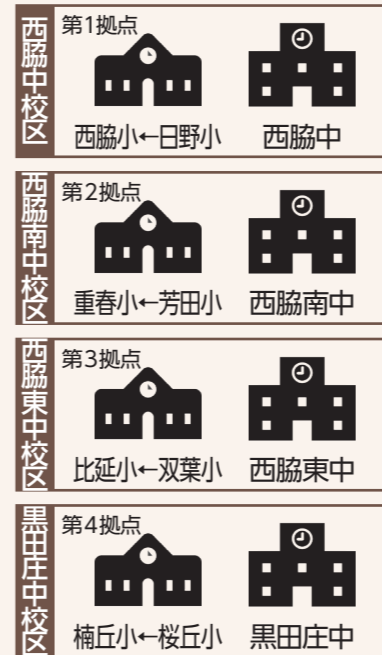 西脇中校区
第1拠点
西脇小←日野小 西脇中
西脇南中校区
第2拠点
重春小←芳田小 西脇南中
西脇東中校区
第3拠点
比延小←双葉小 西脇東中
黒田庄中校区
第4拠点
楠丘小←桜丘小 黒田庄中